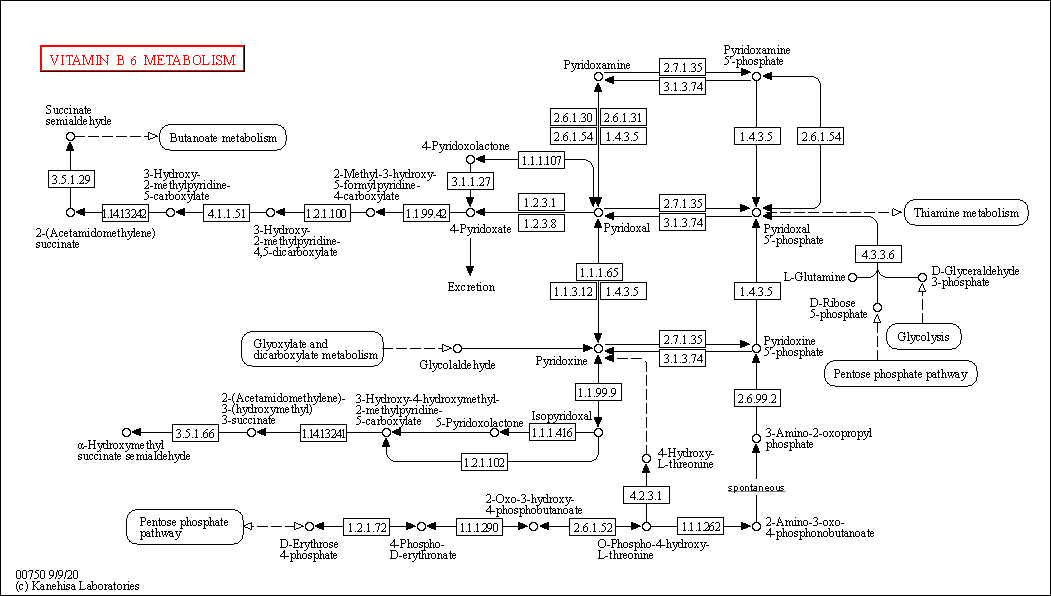 VITAMIN B 6 METABOLISM
Pyridoxamine
5'-phosphate
Pyridoxamine
2.7.1.35
3.1.3.74
Succinate
semialdehyde
Butanoate metabolism
2.6.1.30
2.6.1.31
2.6.1.54
1.4.3.5
1.4.3.5
2.6.1.54
4-Pyridoxolactone
1.1.1.107
3.5.1.29
3-Hydroxy-
2-methylpyridine-
5-carboxylate
2-Methyl-3-hydroxy-
5-formylpyridine-
4-carboxylate
3.1.1.27
1.14.13.242
4.1.1.51
1.2.1.100
1.1.99.42
1.2.3.1
1.2.3.8
2.7.1.35
3.1.3.74
Thiamine metabolism
2-(Acetamidomethylene)
succinate
3-Hydroxy-
2-methylpyridine-
4,5-dicarboxylate
4-Pyridoxate
Pyridoxal
Pyridoxal
5'-phosphate
4.3.3.6
Excretion
1.1.1.65
1.1.3.12
1.4.3.5
1.4.3.5
L-Glutamine
D-Glyceraldehyde
3-phosphate
D-Ribose
5-phosphate
Glycolysis
Glyoxylate and
dicarboxylate metabolism
Glycolaldehyde
Pyridoxine
2.7.1.35
3.1.3.74
Pyridoxine
5'-phosphate
Pentose phosphate pathway
1.1.99.9
2.6.99.2
2-(Acetamidomethylene)-
3-(hydroxymethyl)
3-succinate
3-Hydroxy-4-hydroxymethyl-
2-methylpyridine-
5-carboxylate
5-Pyridoxolactone
Isopyridoxal
3.5.1.66
1.14.13.241
1.1.1.416
α-Hydroxymethyl
succinate semialdehyde
1.2.1.102
3-Amino-2-oxopropyl
phosphate
4-Hydroxy-
L-threonine
spontaneous
4.2.3.1
2-Oxo-3-hydroxy-
4-phosphobutanoate
Pentose phosphate
pathway
1.2.1.72
1.1.1.290
2.6.1.52
1.1.1.262
D-Erythrose
4-phosphate
4-Phospho-
D-erythronate
O-Phospho-4-hydroxy-
L-threonine
2-Amino-3-oxo-
4-phosphonobutanoate
00750 9/9/20
(c) Kanehisa Laboratories